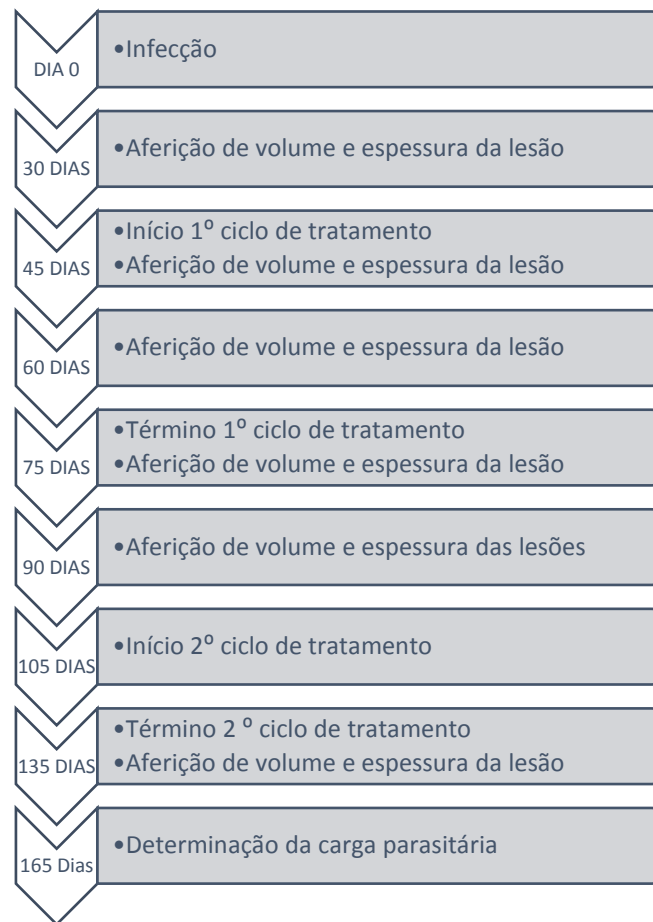 DIA 0
•Infecção
30 DIAS
•Aferição de volume e espessura da lesão
45 DIAS
•Início 1º ciclo de tratamento
•Aferição de volume e espessura da lesão
60 DIAS
•Aferição de volume e espessura da lesão
75 DIAS
•Término 1º ciclo de tratamento
•Aferição de volume e espessura da lesão
90 DIAS
•Aferição de volume e espessura das lesões
105 DIAS
•Início 2º ciclo de tratamento
135 DIAS
•Término 2 º ciclo de tratamento
•Aferição de volume e espessura da lesão
165 Dias
•Determinação da carga parasitária